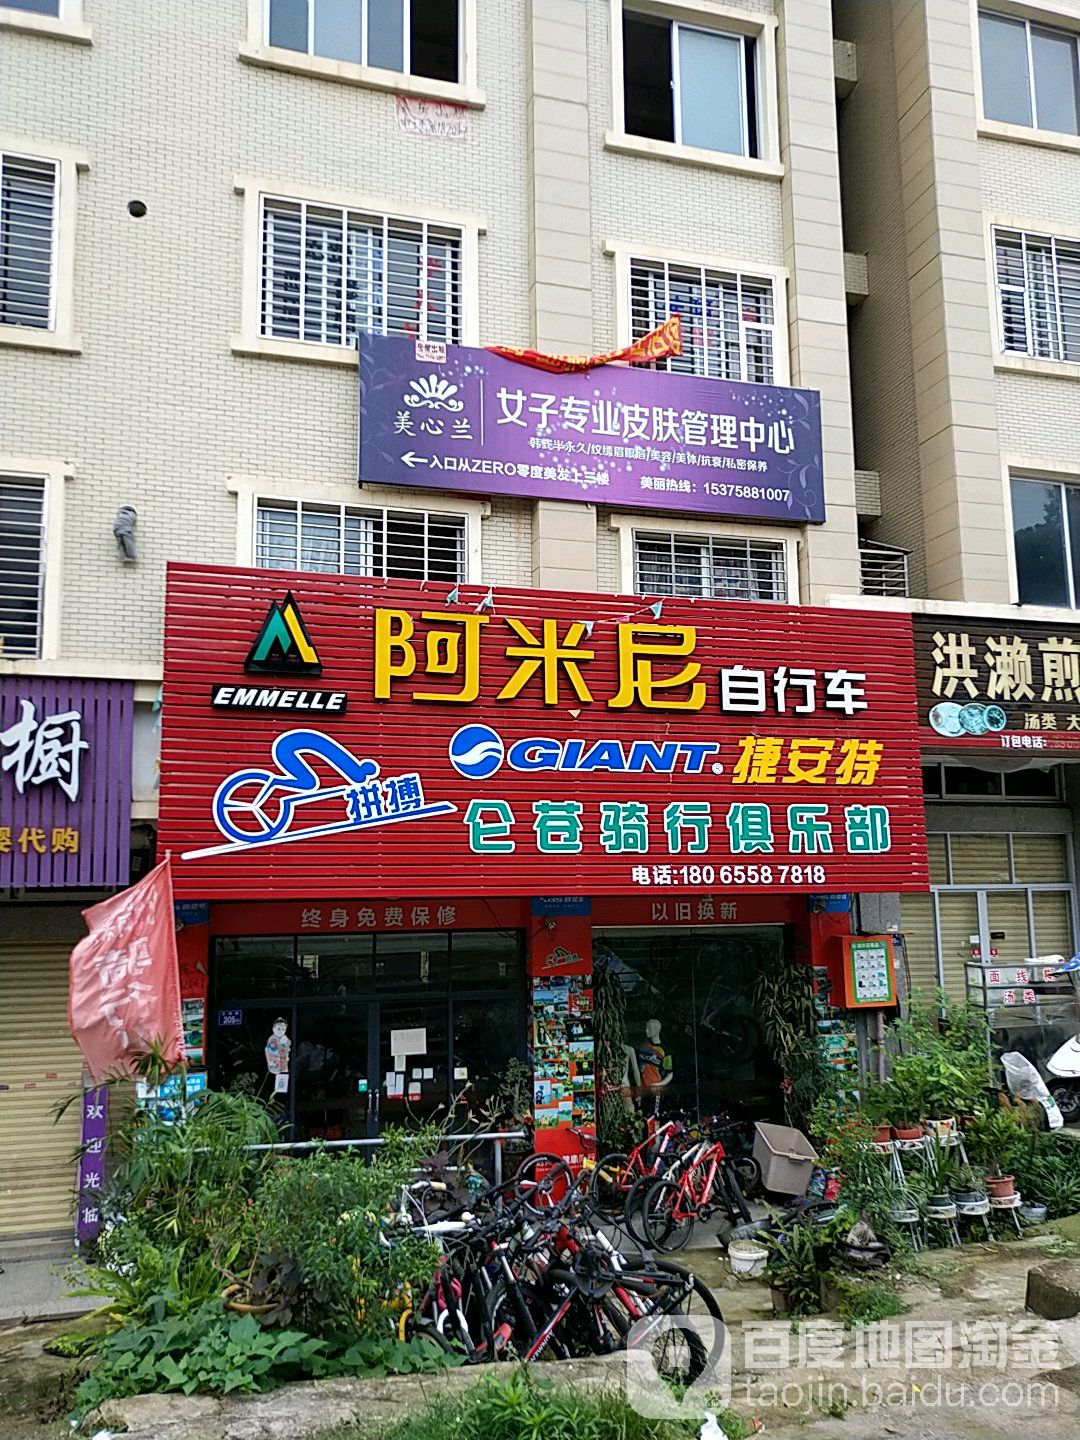 美心兰
女子专业皮肤管理中心
韩式半永久/纹绣眉眼唇/美容/美体/抗衰/私密保养
入口从ZERO零度美发上三楼
美丽热线：15375881007
EMMELLE
阿米尼自行车
GIANT 捷安特
拼搏
仑苍骑行俱乐部
电话:180 6558 7818
终身免费保修
以旧换新
橱
婴代购
洪濑煎
汤类 大
订包电话:
面线
汤类
205
欢迎光临
百度地图淘金
taojin.baidu.com